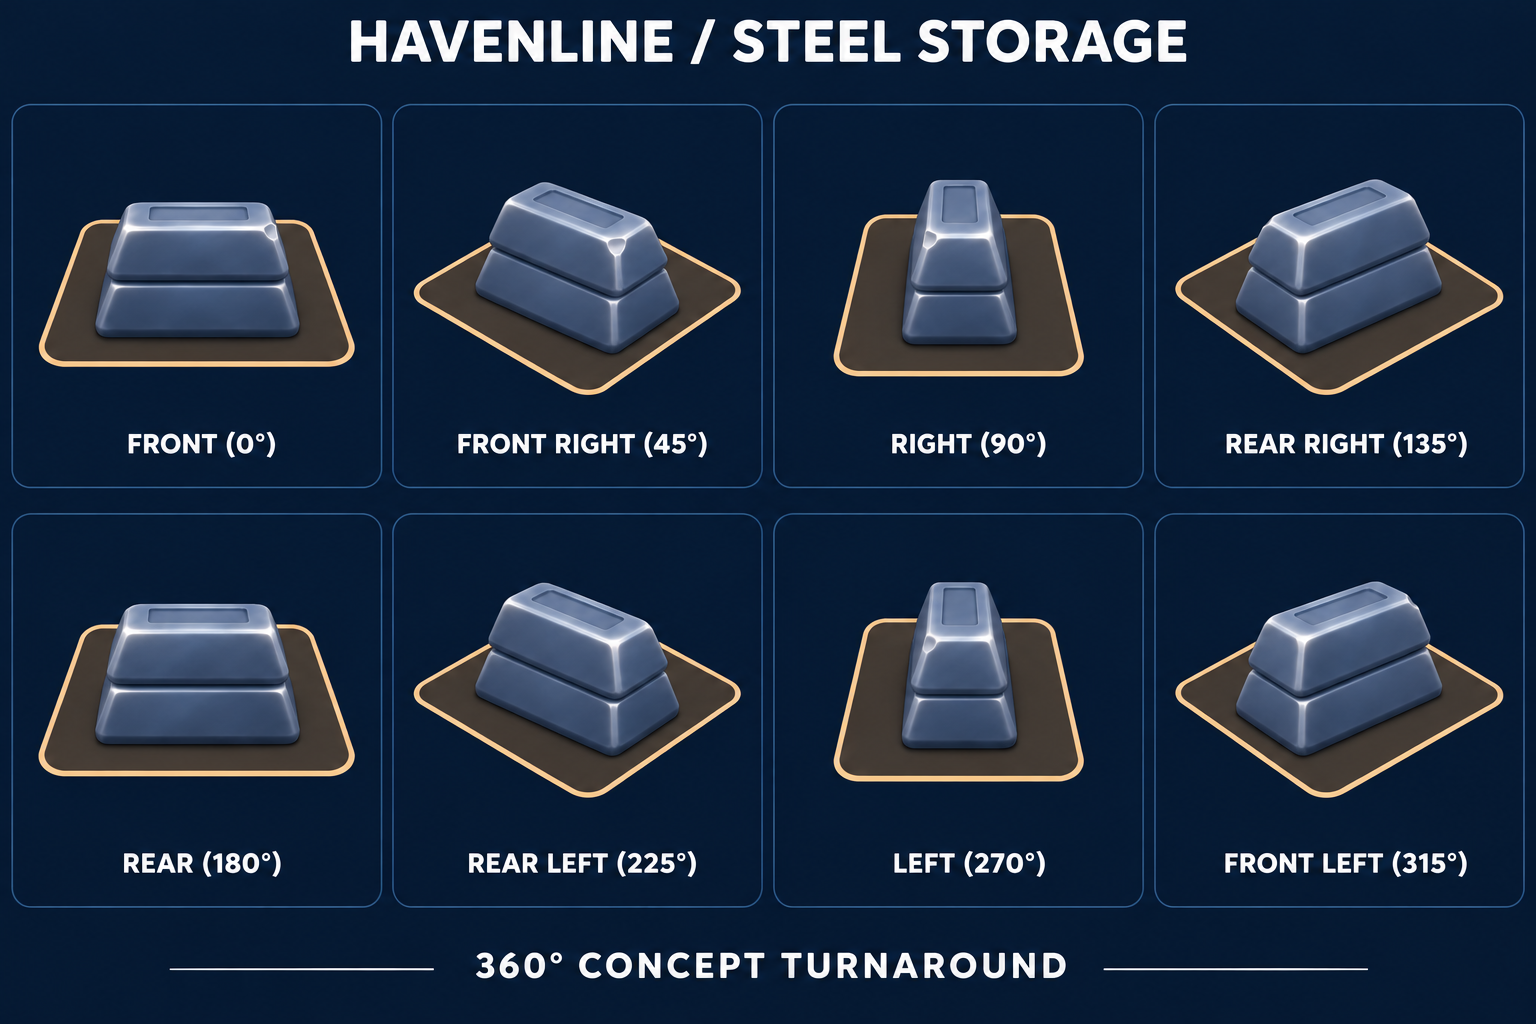 HAVENLINE / STEEL STORAGE
FRONT (0°)
FRONT RIGHT (45°)
RIGHT (90°)
REAR RIGHT (135°)
REAR (180°)
REAR LEFT (225°)
LEFT (270°)
FRONT LEFT (315°)
360° CONCEPT TURNAROUND